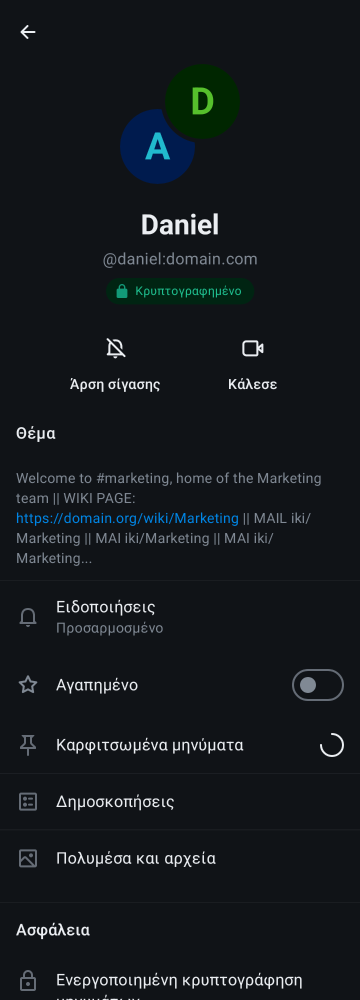 D
A
Daniel
@daniel:domain.com
Κρυπτογραφημένο
Άρση σίγασης
Κάλεσε
Θέμα
Welcome to #marketing, home of the Marketing
team || WIKI PAGE:
https://domain.org/wiki/Marketing || MAIL iki/
Marketing || MAI iki/Marketing || MAI iki/
Marketing...
Ειδοποιήσεις
Προσαρμοσμένο
Αγαπημένο
Καρφιτσωμένα μηνύματα
Δημοσκοπήσεις
Πολυμέσα και αρχεία
Ασφάλεια
Ενεργοποιημένη κρυπτογράφηση